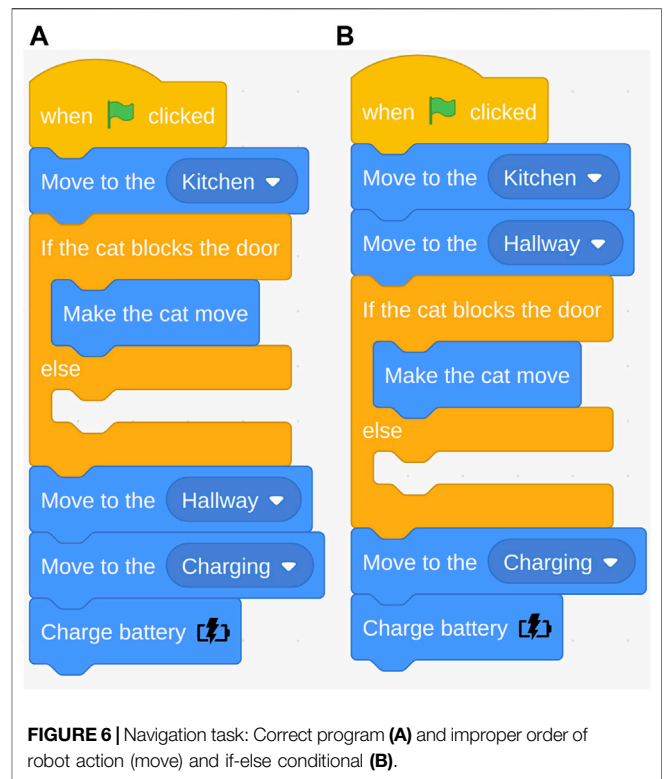 A
when clicked
Move to the Kitchen
If the cat blocks the door
Make the cat move
else
Move to the Hallway
Move to the Charging
Charge battery
B
when clicked
Move to the Kitchen
Move to the Hallway
If the cat blocks the door
Make the cat move
else
Move to the Charging
Charge battery
FIGURE 6 | Navigation task: Correct program (A) and improper order of
robot action (move) and if-else conditional (B).